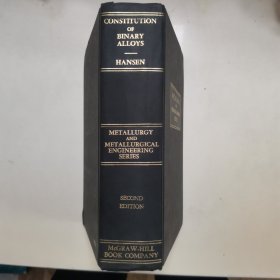 CONSTITUTION
OF
BINARY
ALLOYS
HANSEN
METALLURGY
AND
METALLURGICAL
ENGINEERING
SERIES
SECOND
EDITION
McGRAW-HILL
BOOK COMPANY